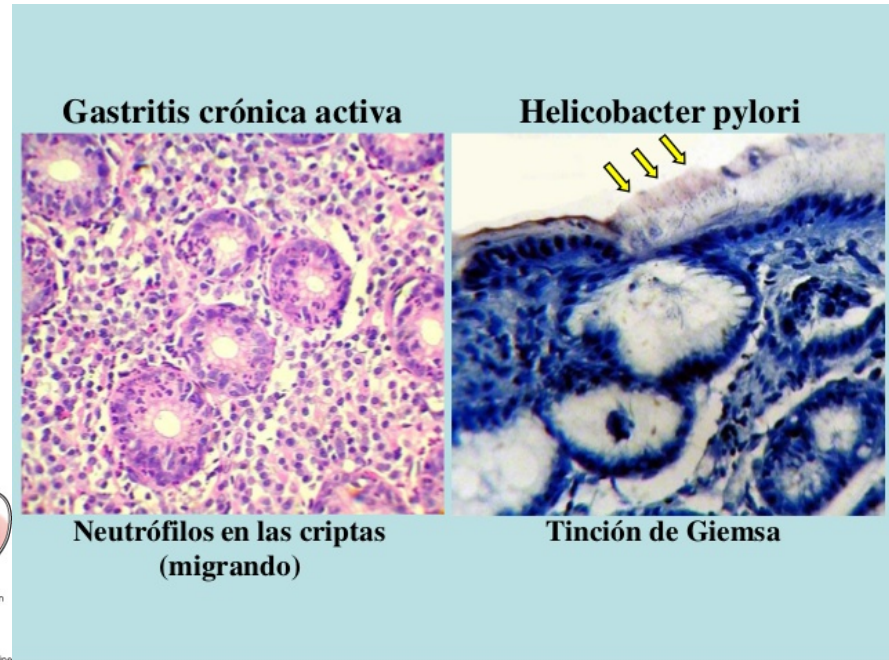 Gastritis crónica activa
Helicobacter pylori
Neutrófilos en las criptas
(migrando)
Tinción de Giemsa